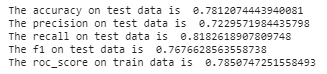 The accuracy on test data is  0.7812074443940081
The precision on test data is  0.7229571984435798
The recall on test data is  0.8182618907809748
The f1 on test data is  0.7676628563558738
The roc_score on train data is  0.7850747251558493